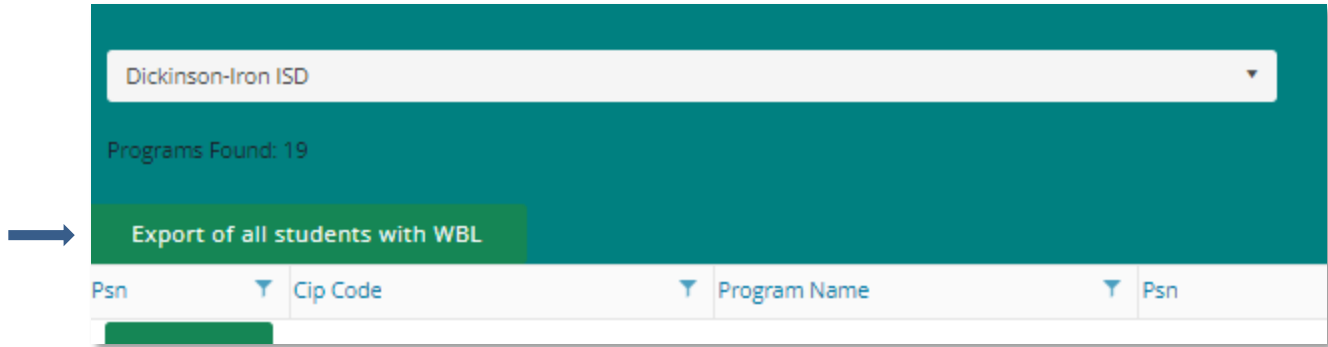 Dickinson-Iron ISD
Programs Found: 19
Export of all students with WBL
Psn Cip Code Program Name Psn